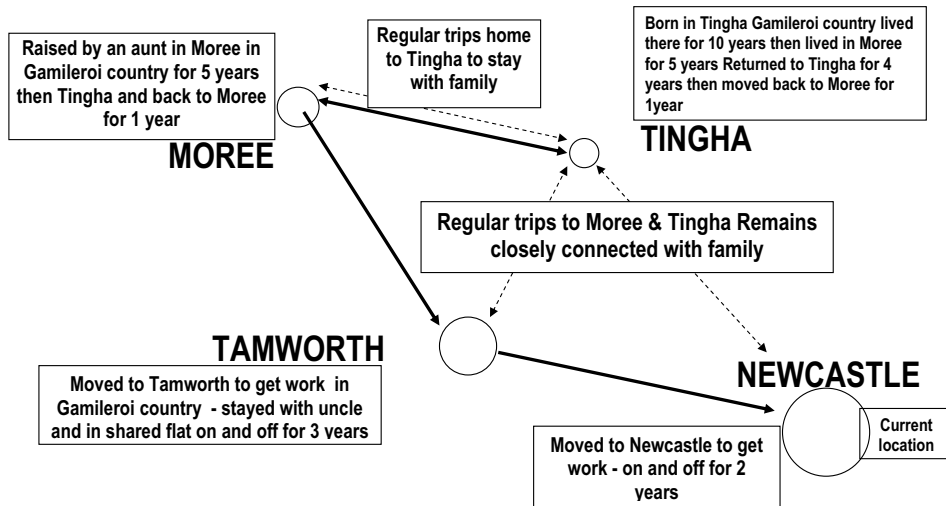 Raised by an aunt in Moree in
Gamileroi country for 5 years
then Tingha and back to Moree
for 1 year
MOREE
Regular trips home
to Tingha to stay
with family
Born in Tingha Gamileroi country lived
there for 10 years then lived in Moree
for 5 years Returned to Tingha for 4
years then moved back to Moree for
1year
TINGHA
Regular trips to Moree & Tingha Remains
closely connected with family
TAMWORTH
Moved to Tamworth to get work in
Gamileroi country - stayed with uncle
and in shared flat on and off for 3 years
NEWCASTLE
Current
location
Moved to Newcastle to get
work - on and off for 2
years